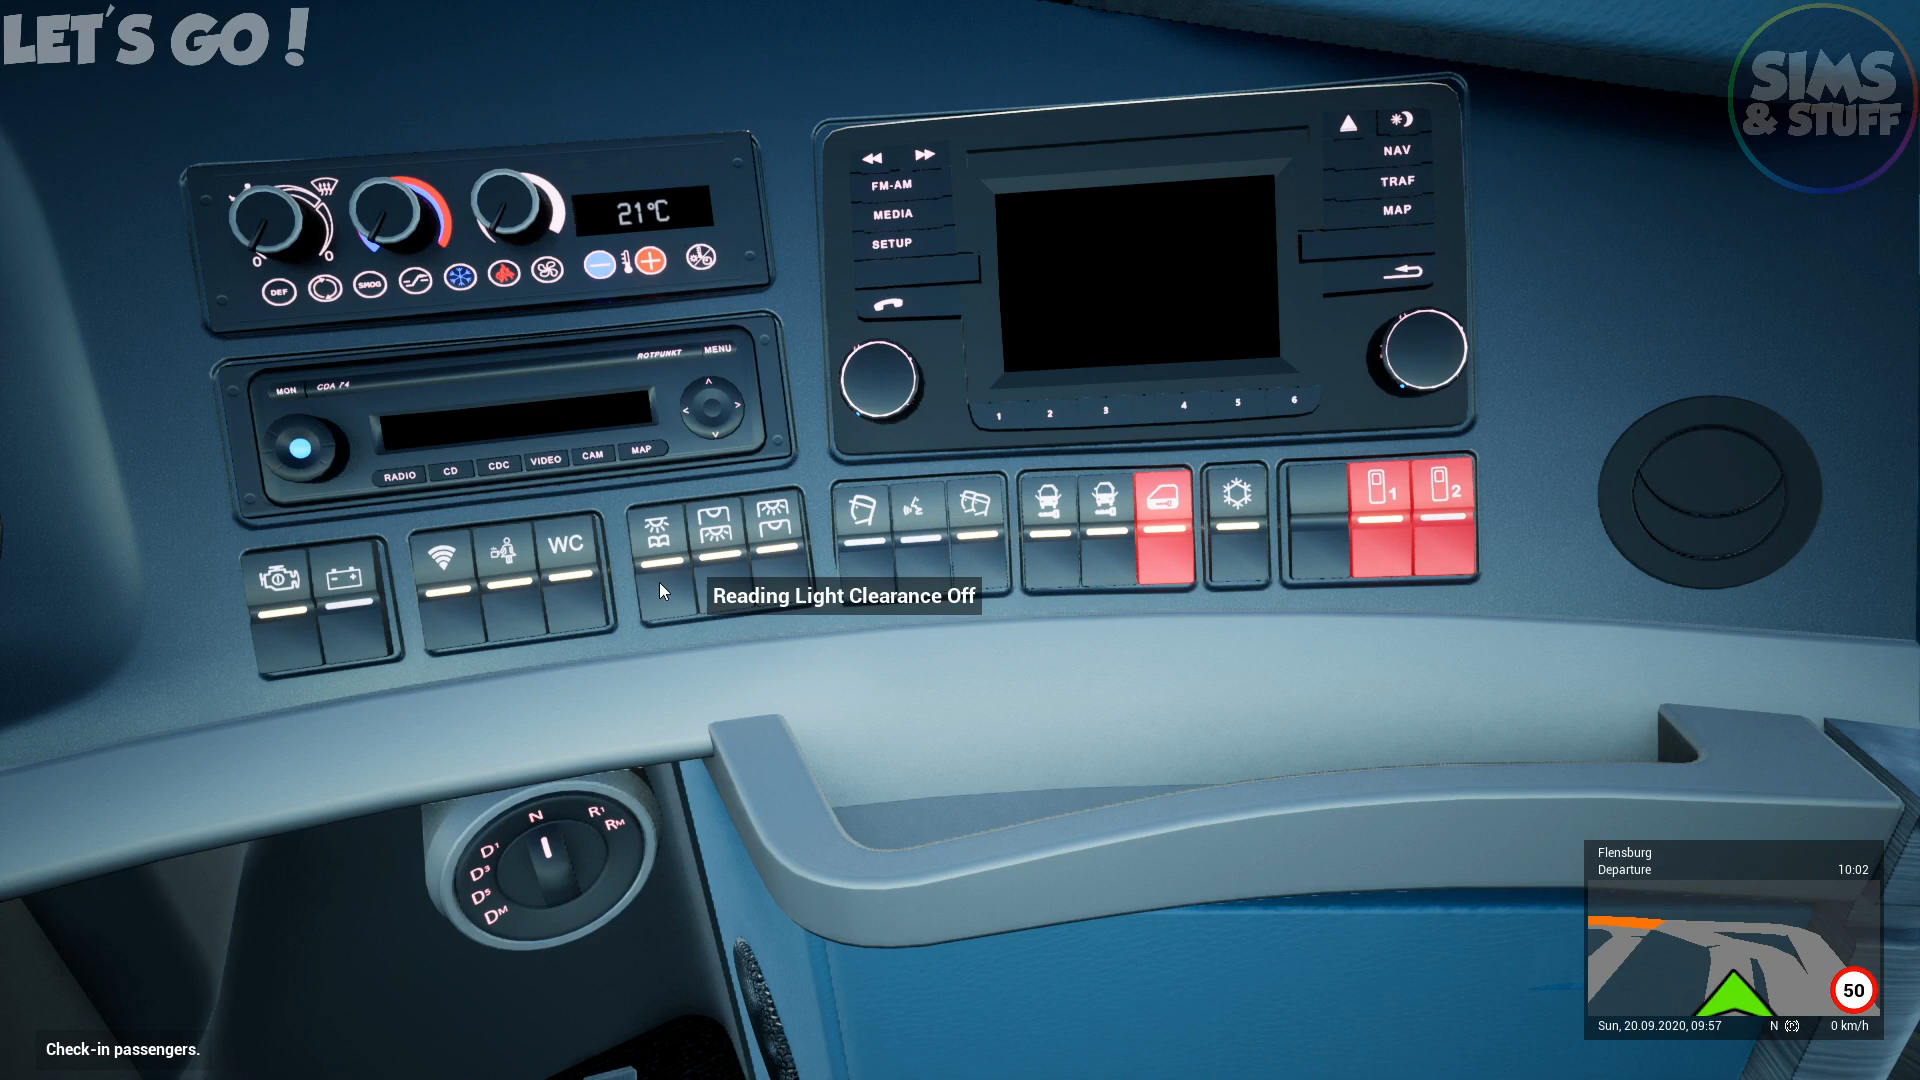 LET'S GO!
SIMS
& STUFF
21°C
0
0
DEF
SMOG
FM-AM
MEDIA
SETUP
NAV
TRAF
MAP
1 2 3 4 5 6
ROTPUNKT MENU
MON CDA 74
RADIO CD CDC VIDEO CAM MAP
WC
1
2
Reading Light Clearance Off
N
R1
RM
D1
D3
D5
DM
Flensburg
Departure 10:02
50
Sun, 20.09.2020, 09:57 N (P) 0 km/h
Check-in passengers.